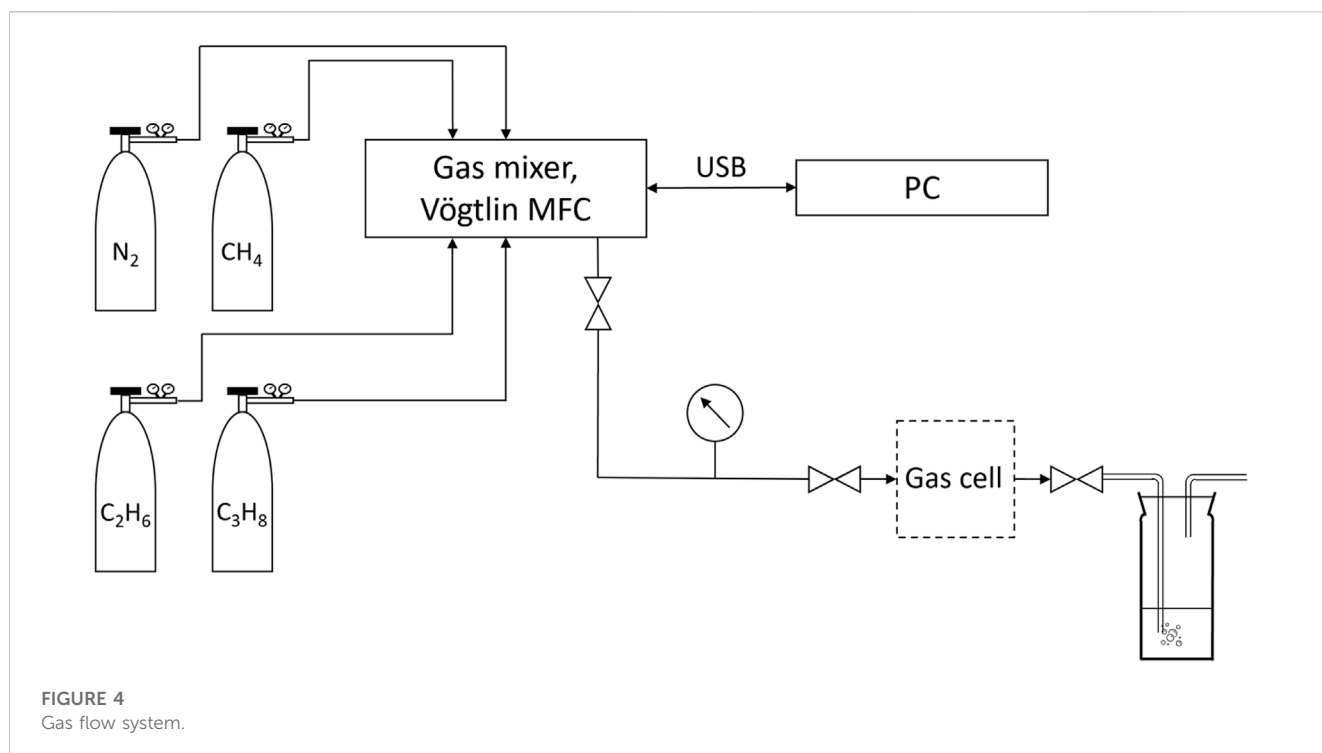 Gas mixer,
Vögtlin MFC
USB
PC
N₂
CH₄
C₂H₆
C₃H₈
Gas cell
FIGURE 4
Gas flow system.